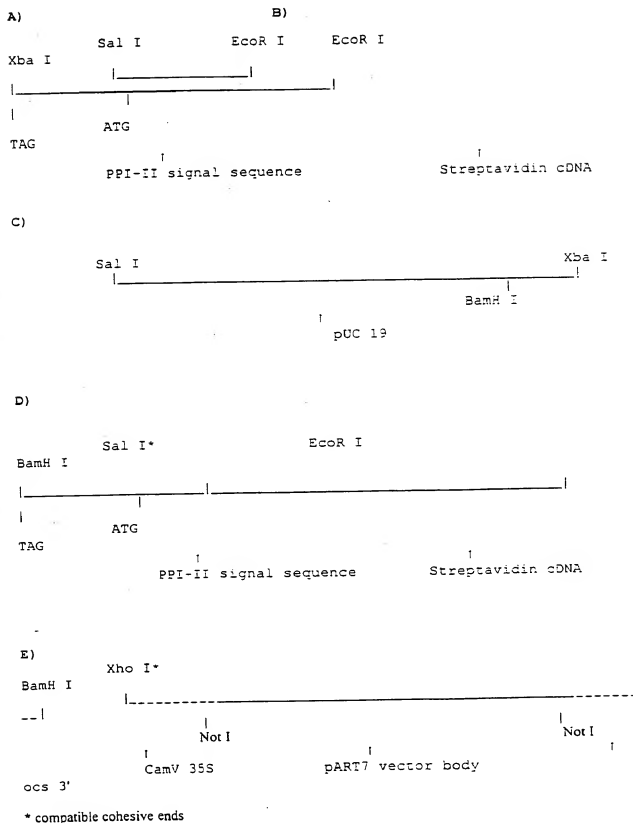 A)
B)
Sal I EcoR I EcoR I
Xba I
ATG
TAG
PPI-II signal sequence Streptavidin cDNA
C)
Sal I Xba I
BamH I
pUC 19
D)
Sal I* EcoR I
BamH I
ATG
TAG
PPI-II signal sequence Streptavidin cDNA
E)
Xho I*
BamH I
Not I Not I
CamV 35S pART7 vector body
ocs 3'
* compatible cohesive ends